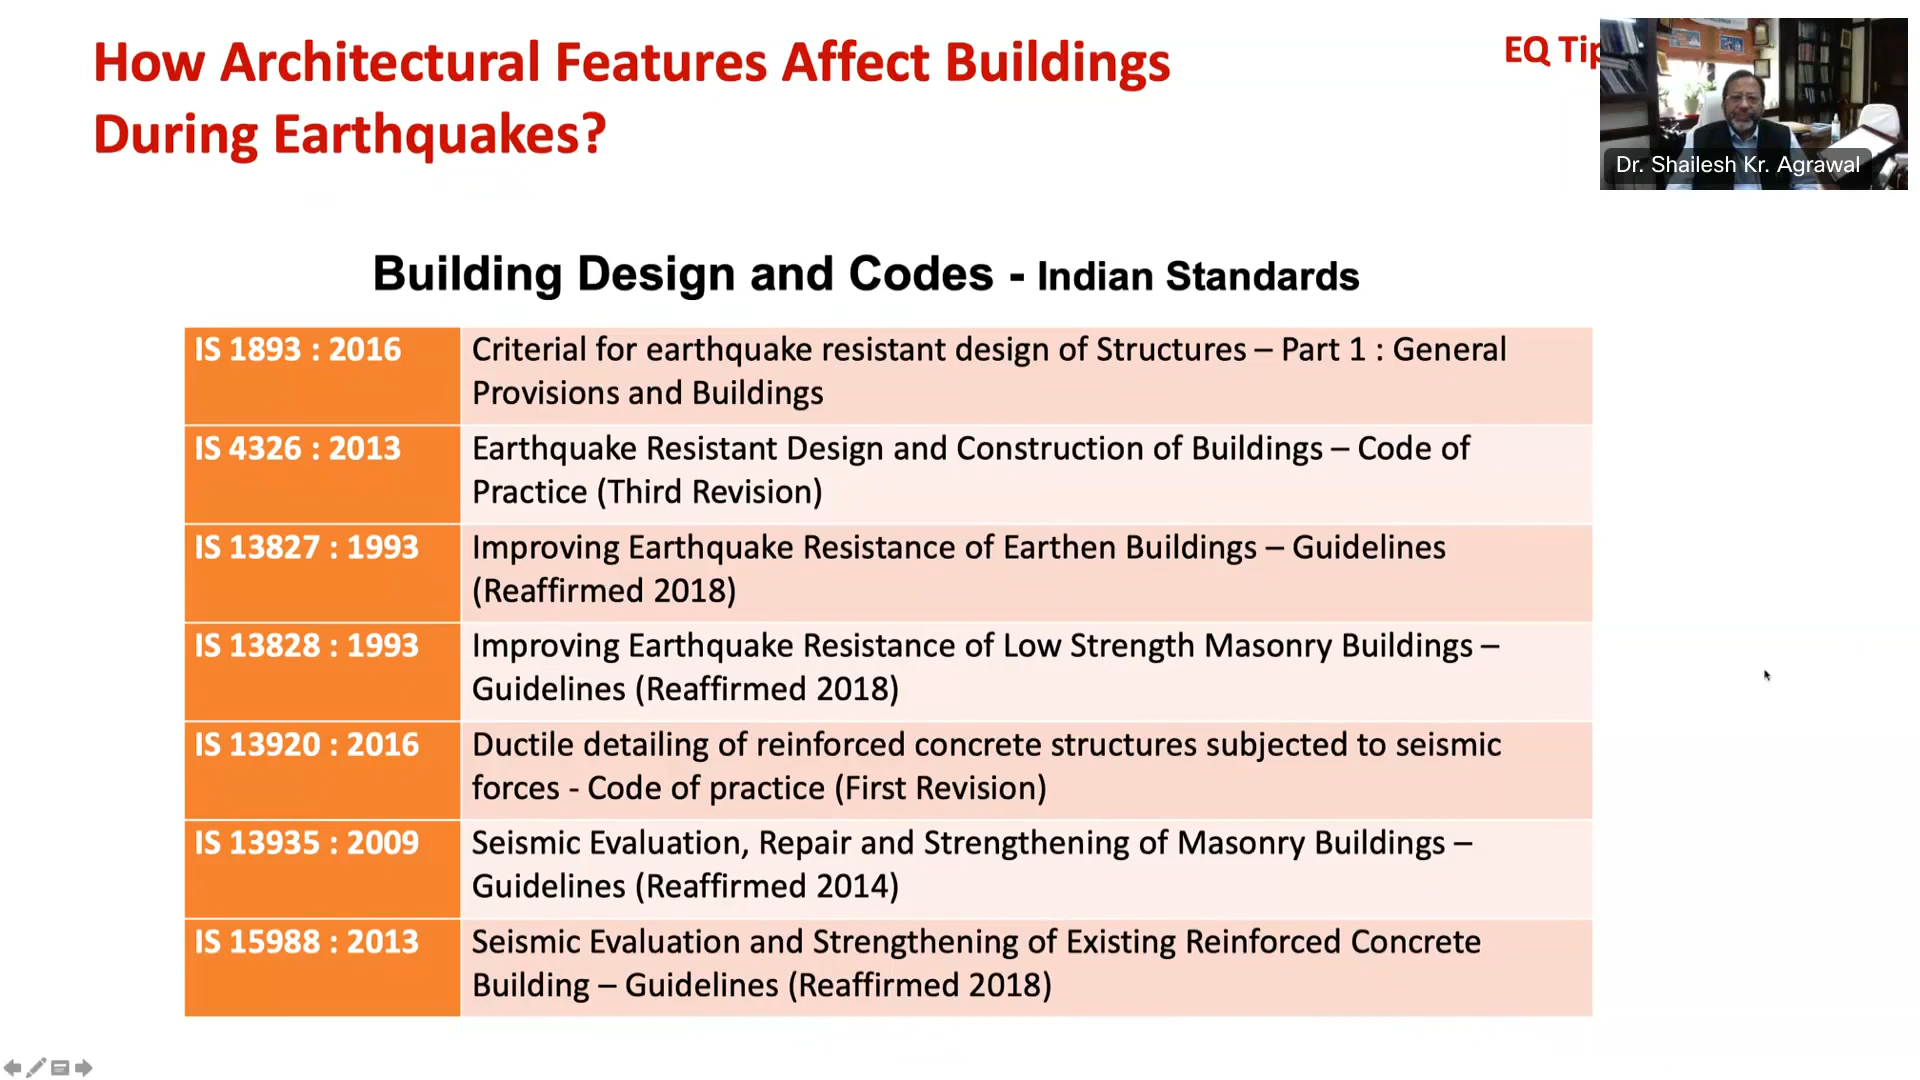 How Architectural Features Affect Buildings
During Earthquakes?
EQ Tip
Dr. Shailesh Kr. Agrawal
Building Design and Codes - Indian Standards
IS 1893 : 2016
Criterial for earthquake resistant design of Structures – Part 1 : General
Provisions and Buildings
IS 4326 : 2013
Earthquake Resistant Design and Construction of Buildings – Code of
Practice (Third Revision)
IS 13827 : 1993
Improving Earthquake Resistance of Earthen Buildings – Guidelines
(Reaffirmed 2018)
IS 13828 : 1993
Improving Earthquake Resistance of Low Strength Masonry Buildings –
Guidelines (Reaffirmed 2018)
IS 13920 : 2016
Ductile detailing of reinforced concrete structures subjected to seismic
forces - Code of practice (First Revision)
IS 13935 : 2009
Seismic Evaluation, Repair and Strengthening of Masonry Buildings –
Guidelines (Reaffirmed 2014)
IS 15988 : 2013
Seismic Evaluation and Strengthening of Existing Reinforced Concrete
Building – Guidelines (Reaffirmed 2018)